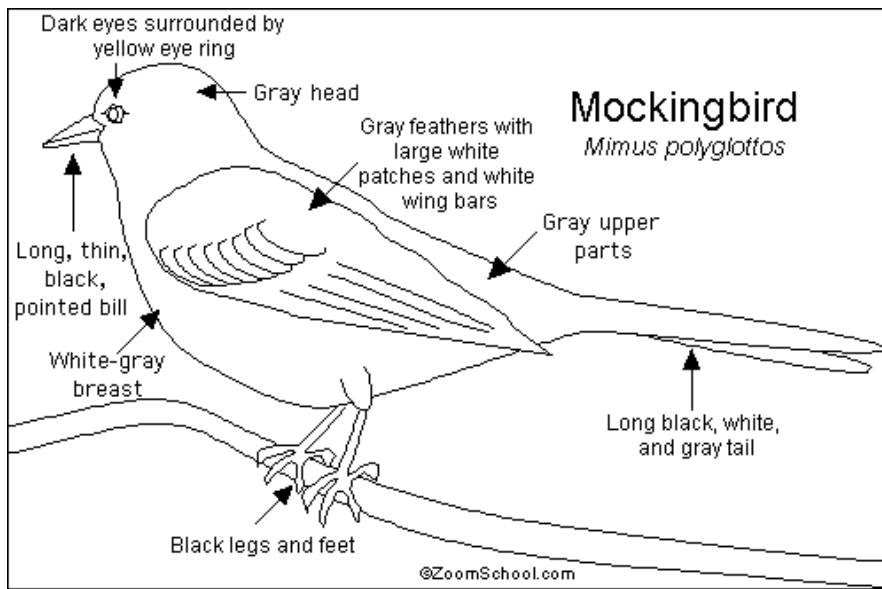 Dark eyes surrounded by
yellow eye ring
Gray head
Mockingbird
Mimus polyglottos
Gray feathers with
large white
patches and white
wing bars
Gray upper
parts
Long, thin,
black,
pointed bill
White-gray
breast
Long black, white,
and gray tail
Black legs and feet
©ZoomSchool.com